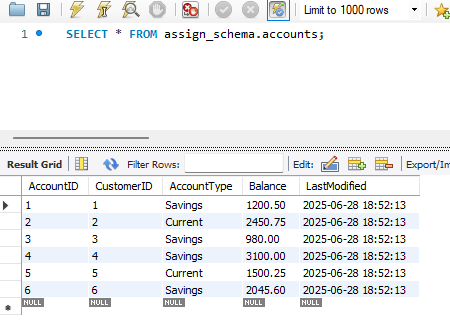 Limit to 1000 rows
1 SELECT * FROM assign_schema.accounts;
Result Grid Filter Rows: Edit: Export/Im
AccountID CustomerID AccountType Balance LastModified
1 1 Savings 1200.50 2025-06-28 18:52:13
2 2 Current 2450.75 2025-06-28 18:52:13
3 3 Savings 980.00 2025-06-28 18:52:13
4 4 Savings 3100.00 2025-06-28 18:52:13
5 5 Current 1500.25 2025-06-28 18:52:13
6 6 Savings 2045.60 2025-06-28 18:52:13
NULL NULL NULL NULL NULL